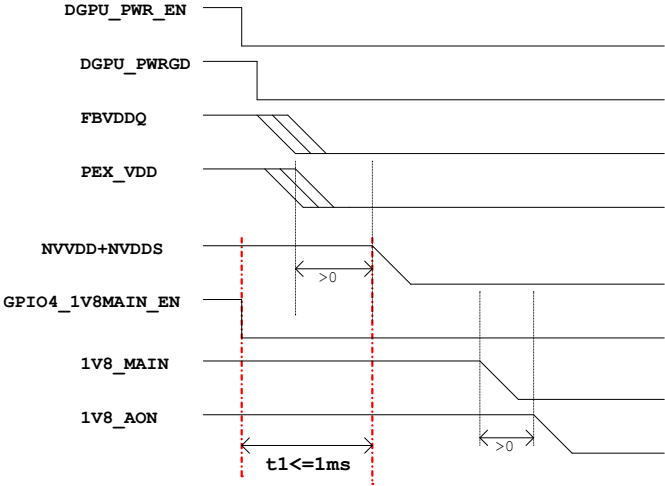 DGPU_PWR_EN
DGPU_PWRGD
FBVDDQ
PEX_VDD
NVVDD+NVDDS
>0
GPIO4_1V8MAIN_EN
1V8_MAIN
1V8_AON
>0
t1<=1ms